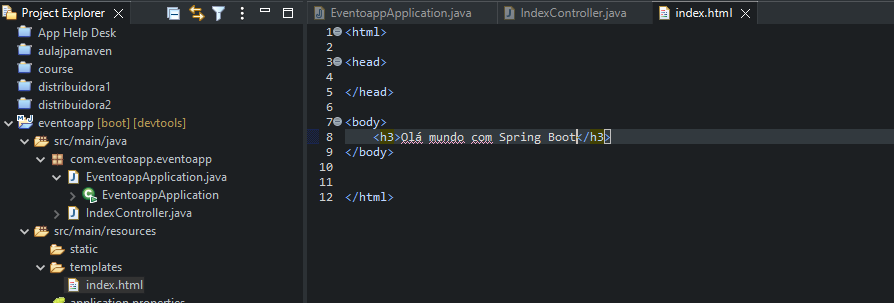 Project Explorer
App Help Desk
aulajpamaven
course
distribuidora1
distribuidora2
eventoapp [boot] [devtools]
src/main/java
com.eventoapp.eventoapp
EventoappApplication.java
EventoappApplication
IndexController.java
src/main/resources
static
templates
index.html
application.properties
EventoappApplication.java IndexController.java index.html
1 <html>
2
3 <head>
4
5 </head>
6
7 <body>
8 <h3>Olá mundo com Spring Boot</h3>
9 </body>
10
11
12 </html>